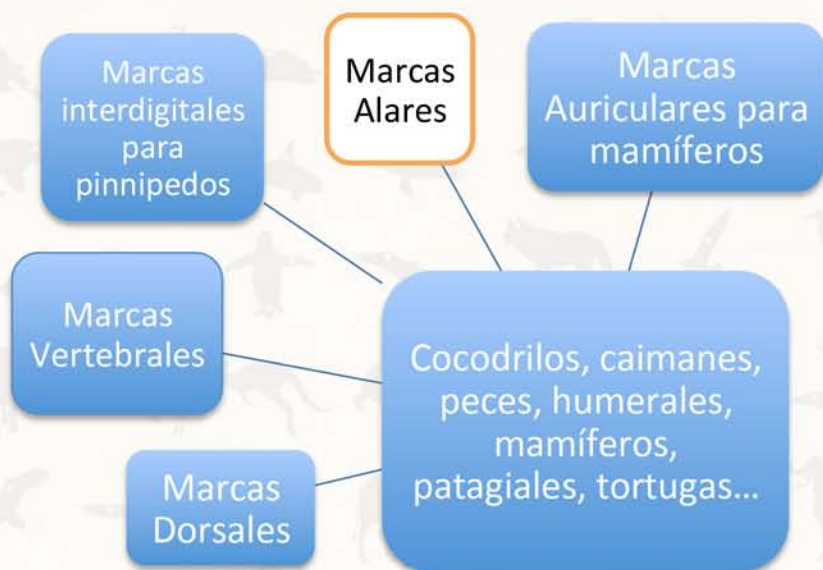 Marcas
interdigitales
para
pinnipedos
Marcas
Alares
Marcas
Auriculares para
mamíferos
Marcas
Vertebrales
Marcas
Dorsales
Cocodrilos, caimanes,
peces, humerales,
mamíferos,
patagiales, tortugas...